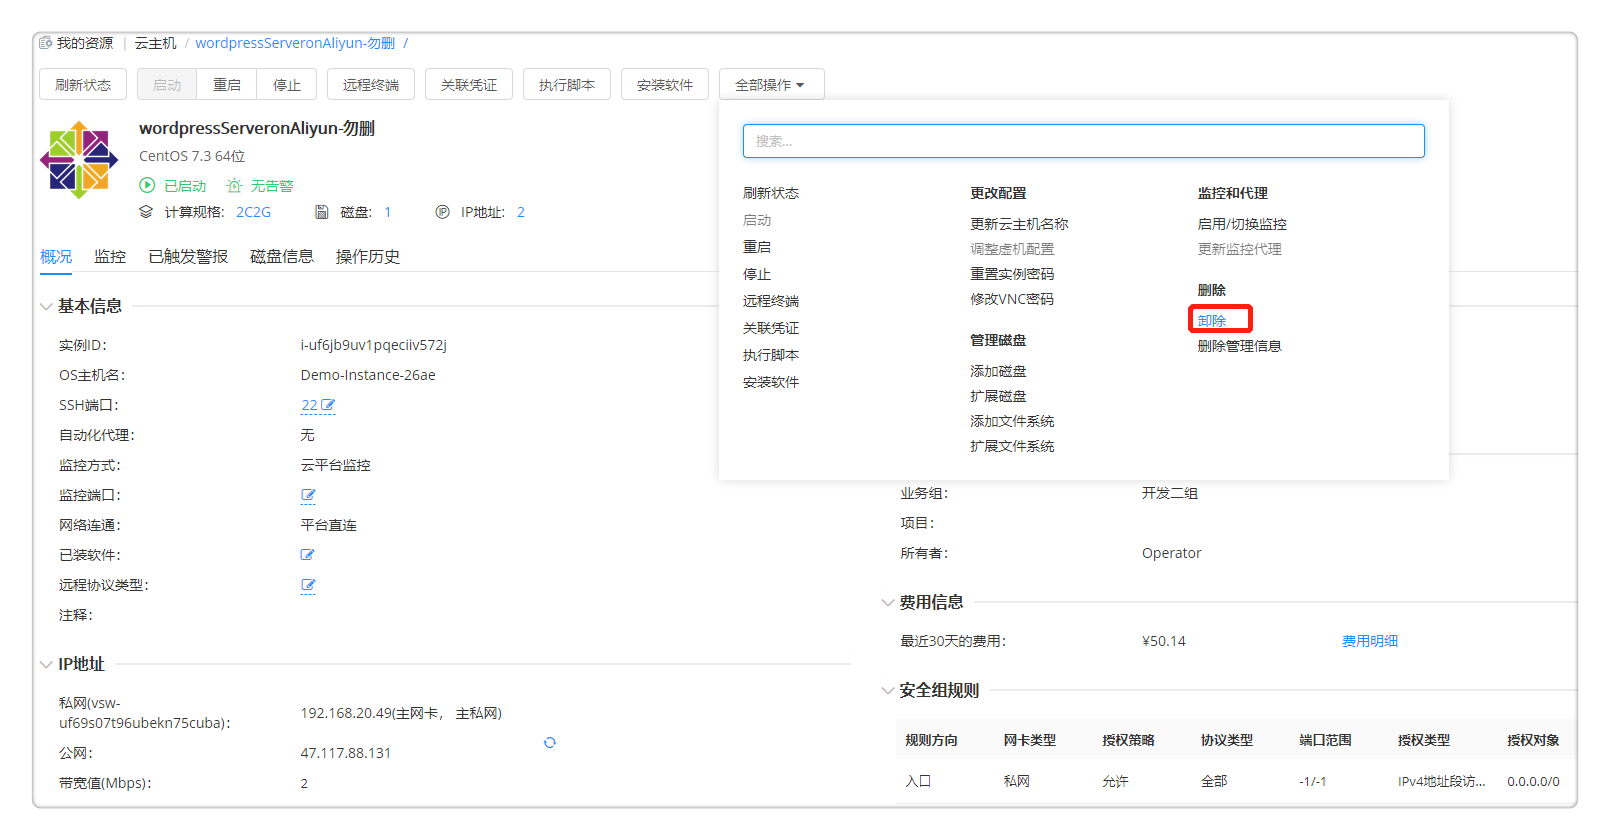 我的资源 | 云主机 / wordpressServeronAliyun-勿删 /
刷新状态 启动 重启 停止 远程终端 关联凭证 执行脚本 安装软件 全部操作
wordpressServeronAliyun-勿删
CentOS 7.3 64位
已启动 无告警
计算规格: 2C2G 磁盘: 1 IP地址: 2
搜索...
刷新状态
启动
重启
停止
远程终端
关联凭证
执行脚本
安装软件
更改配置
更新云主机名称
调整虚机配置
重置实例密码
修改VNC密码
管理磁盘
添加磁盘
扩展磁盘
添加文件系统
扩展文件系统
监控和代理
启用/切换监控
更新监控代理
删除
卸除
删除管理信息
概况 监控 已触发警报 磁盘信息 操作历史
基本信息
实例ID: i-uf6jb9uv1pqeciiv572j
OS主机名: Demo-Instance-26ae
SSH端口: 22
自动化代理: 无
监控方式: 云平台监控
监控端口:
网络连通: 平台直连
已装软件:
远程协议类型:
注释:
IP地址
私网(vsw-
uf69s07t96ubekn75cuba): 192.168.20.49(主网卡， 主私网)
公网: 47.117.88.131
带宽值(Mbps): 2
业务组: 开发二组
项目:
所有者: Operator
费用信息
最近30天的费用: ¥50.14 费用明细
安全组规则
规则方向 网卡类型 授权策略 协议类型 端口范围 授权类型 授权对象
入口 私网 允许 全部 -1/-1 IPv4地址段访... 0.0.0.0/0